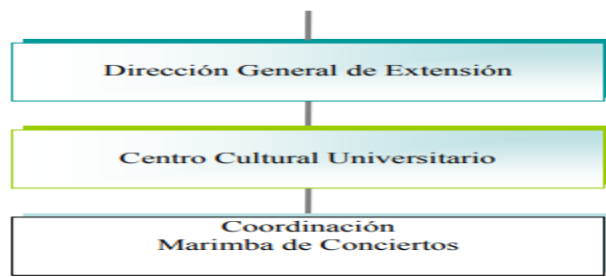 Dirección General de Extensión
Centro Cultural Universitario
Coordinación
Marimba de Conciertos